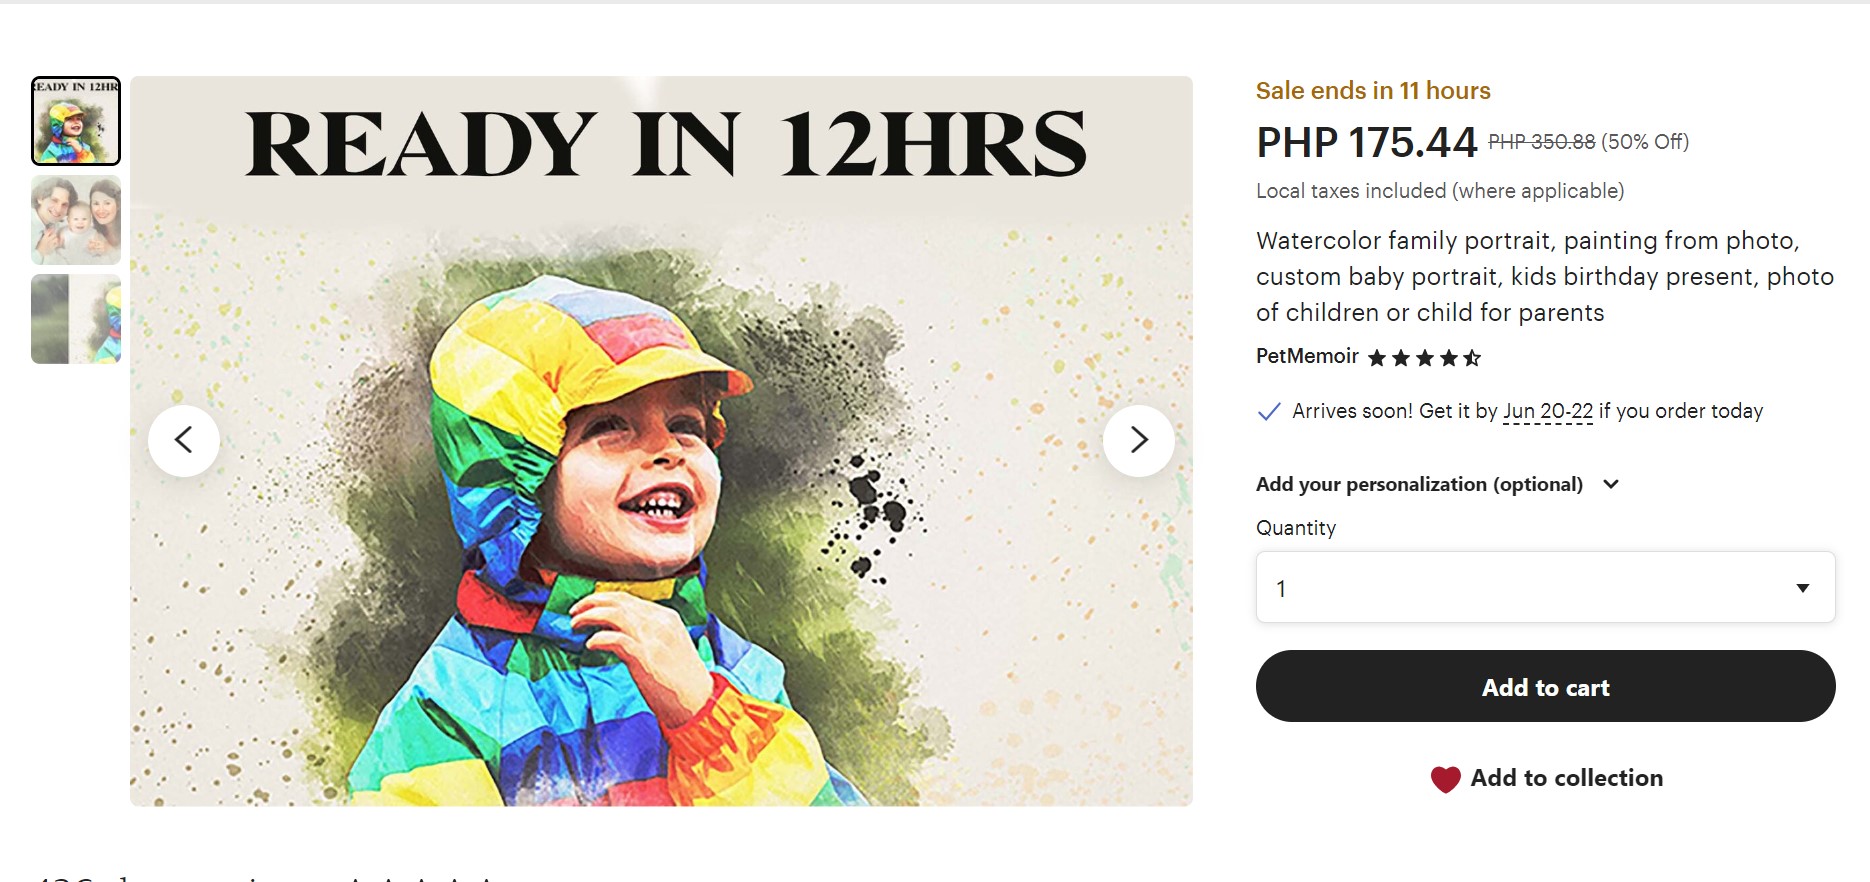 READY IN 12HR
READY IN 12HRS
Sale ends in 11 hours
PHP 175.44 PHP 350.88 (50% Off)
Local taxes included (where applicable)
Watercolor family portrait, painting from photo,
custom baby portrait, kids birthday present, photo
of children or child for parents
PetMemoir
Arrives soon! Get it by Jun 20-22 if you order today
Add your personalization (optional)
Quantity
1
Add to cart
Add to collection